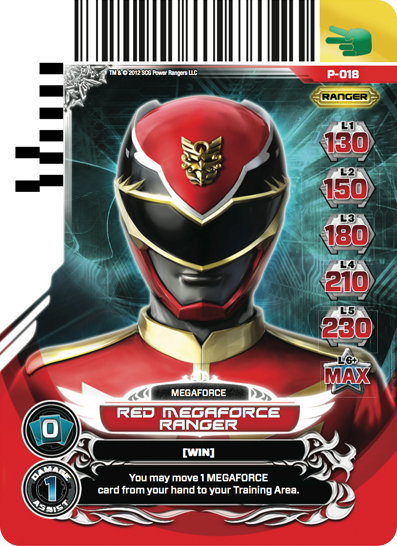 TM & © 2012 SCG Power Rangers LLC
P-018
RANGER
L1
130
L2
150
L3
180
L4
210
L5
230
L6+
MAX
MEGAFORCE
RED MEGAFORCE
RANGER
0
[WIN]
DAMAGE
1
ASSIST
You may move 1 MEGAFORCE
card from your hand to your Training Area.